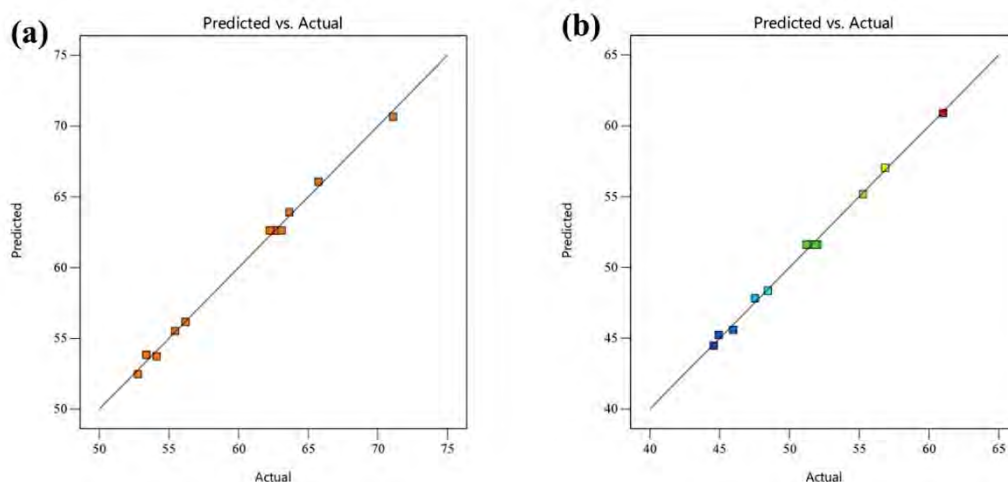 (a)
Predicted vs. Actual
75
70
65
60
55
50
Predicted
50 55 60 65 70 75
Actual
(b)
Predicted vs. Actual
65
60
55
50
45
40
Predicted
40 45 50 55 60 65
Actual